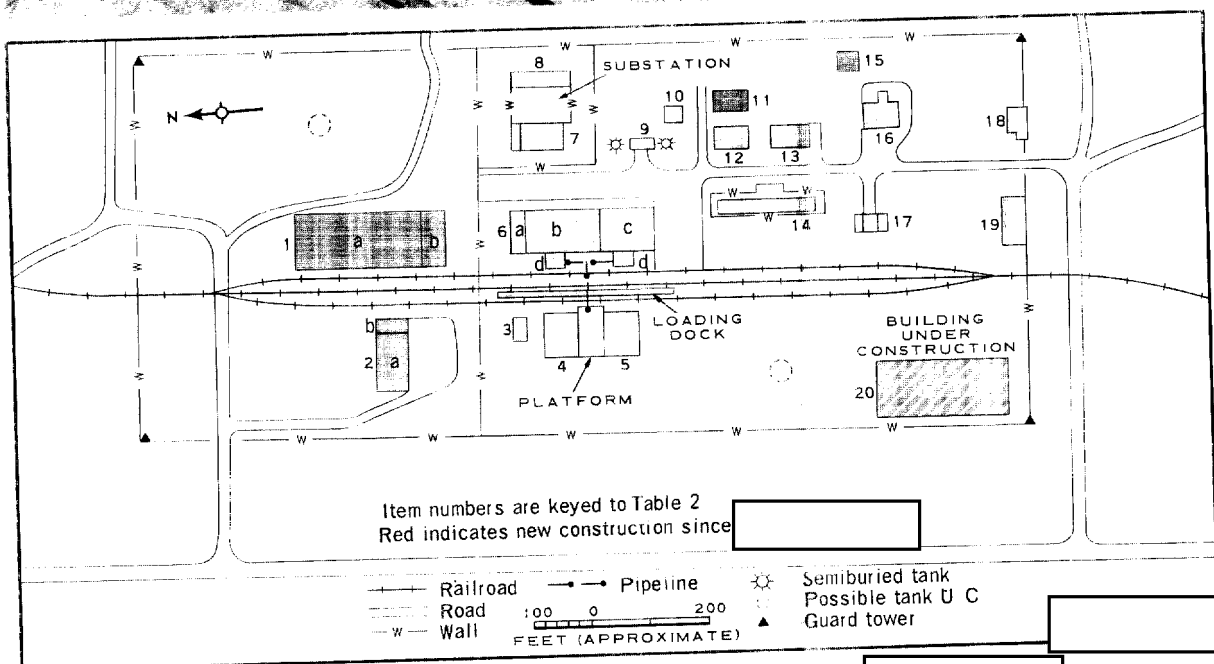 W W W
8
SUBSTATION
15
N
10
11
W W W W
18
9
16
7
12
13
W
W W
14
17
19
1 a b
6 a b c
d d
LOADING
DOCK
b
2 a
3
4 5
PLATFORM
BUILDING
UNDER
CONSTRUCTION
20
W W W W W
Item numbers are keyed to Table 2
Red indicates new construction since
Railroad
Pipeline
Semiburied tank
Road
100 0 200
Possible tank U C
W Wall
FEET (APPROXIMATE)
Guard tower